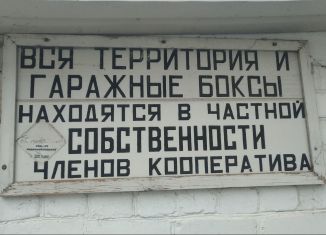 ВСЯ ТЕРРИТОРИЯ И
ГАРАЖНЫЕ БОКСЫ
НАХОДЯТСЯ В ЧАСТНОЙ
СОБСТВЕННОСТИ
ЧЛЕНОВ КООПЕРАТИВА